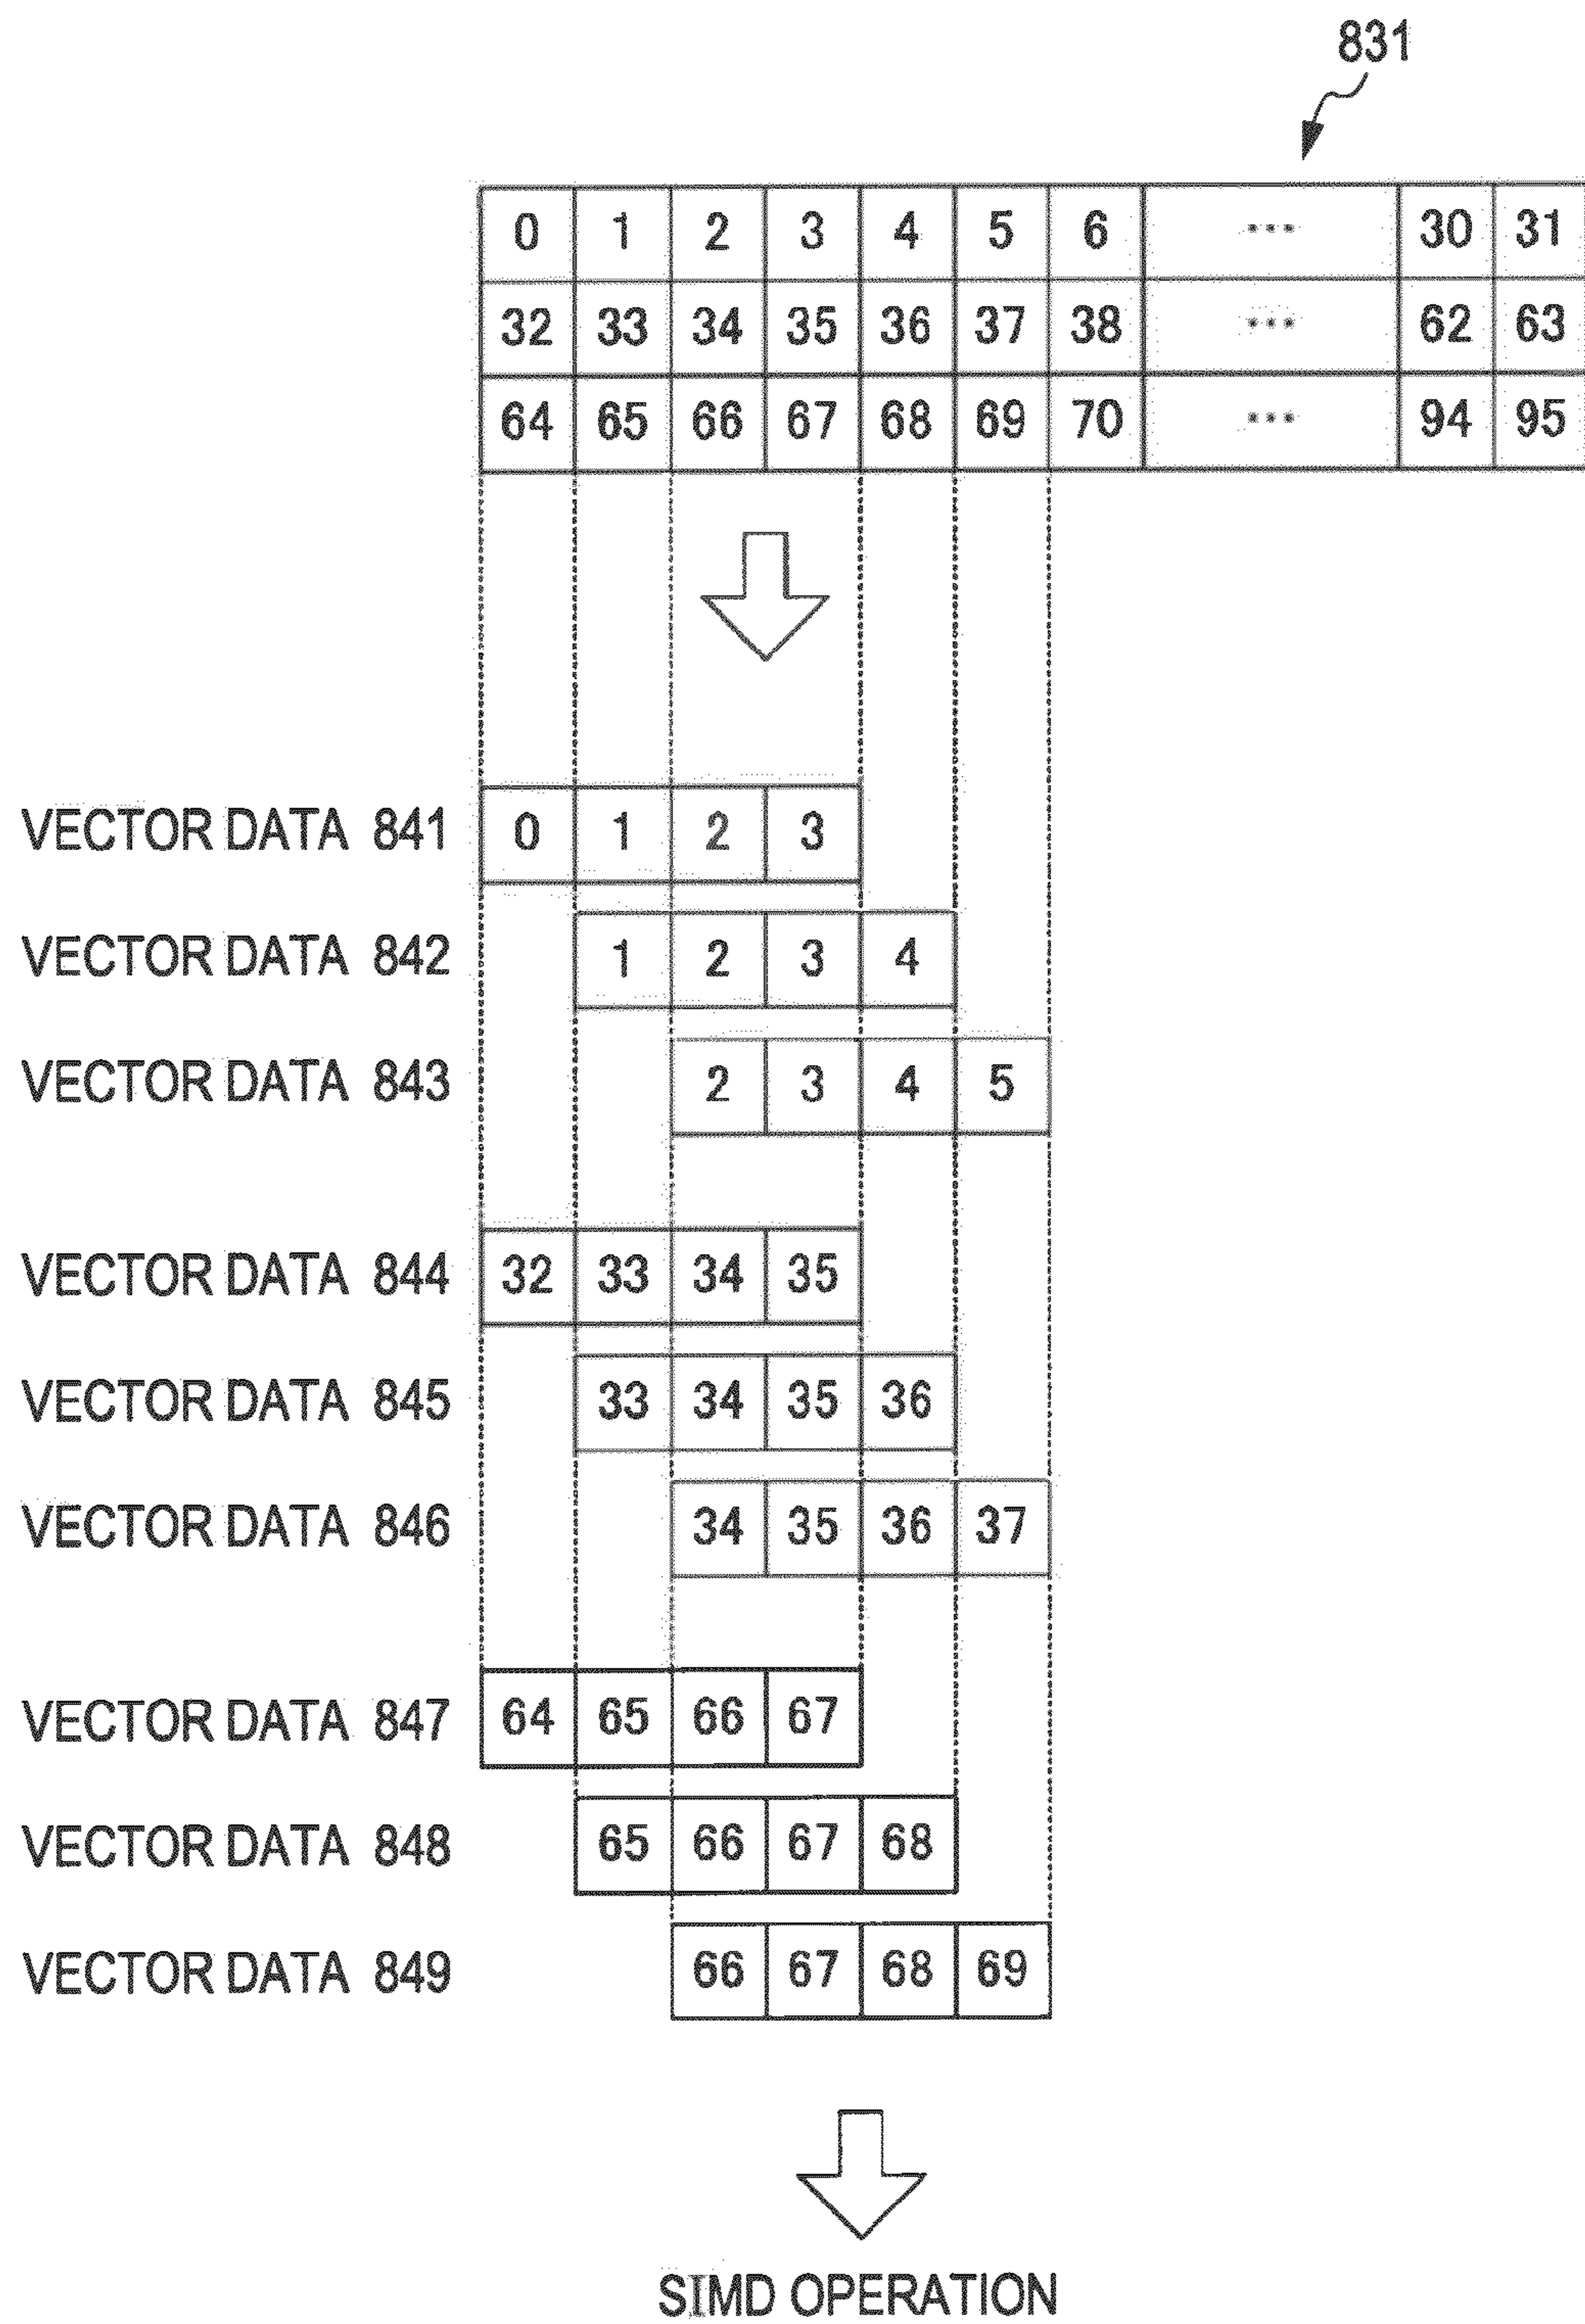 831
0 1 2 3 4 5 6 ... 30 31
32 33 34 35 36 37 38 ... 62 63
64 65 66 67 68 69 70 ... 94 95
VECTOR DATA 841 0 1 2 3
VECTOR DATA 842 1 2 3 4
VECTOR DATA 843 2 3 4 5
VECTOR DATA 844 32 33 34 35
VECTOR DATA 845 33 34 35 36
VECTOR DATA 846 34 35 36 37
VECTOR DATA 847 64 65 66 67
VECTOR DATA 848 65 66 67 68
VECTOR DATA 849 66 67 68 69
SIMD OPERATION